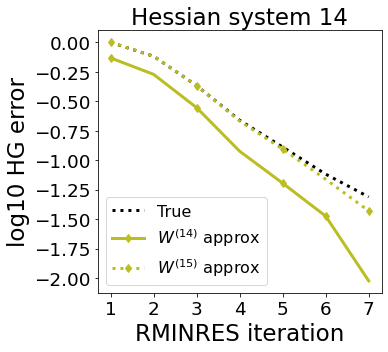 Hessian system 14
log10 HG error
0.00
−0.25
−0.50
−0.75
−1.00
−1.25
−1.50
−1.75
−2.00
True
W(14) approx
W(15) approx
1 2 3 4 5 6 7
RMINRES iteration